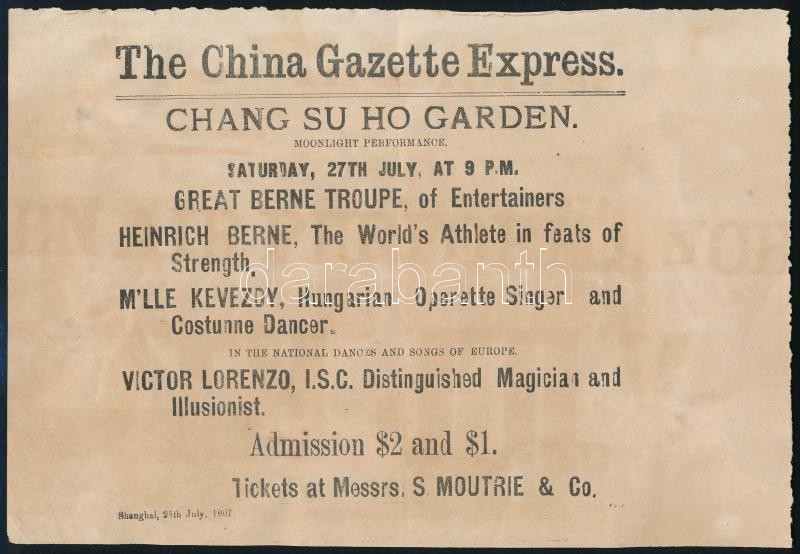 The China Gazette Express.
CHANG SU HO GARDEN.
MOONLIGHT PERFORMANCE.
SATURDAY, 27TH JULY, AT 9 P.M.
GREAT BERNE TROUPE, of Entertainers
HEINRICH BERNE, The World's Athlete in feats of
Strength.
M'LLE KEVEZDY, Hungarian Operette Singer and
Costunne Dancer.
IN THE NATIONAL DANCES AND SONGS OF EUROPE.
VICTOR LORENZO, I.S.C. Distinguished Magician and
Illusionist.
Admission $2 and $1.
Tickets at Messrs. S. MOUTRIE & Co.
Shanghai, 25th July, 1907
darabanth